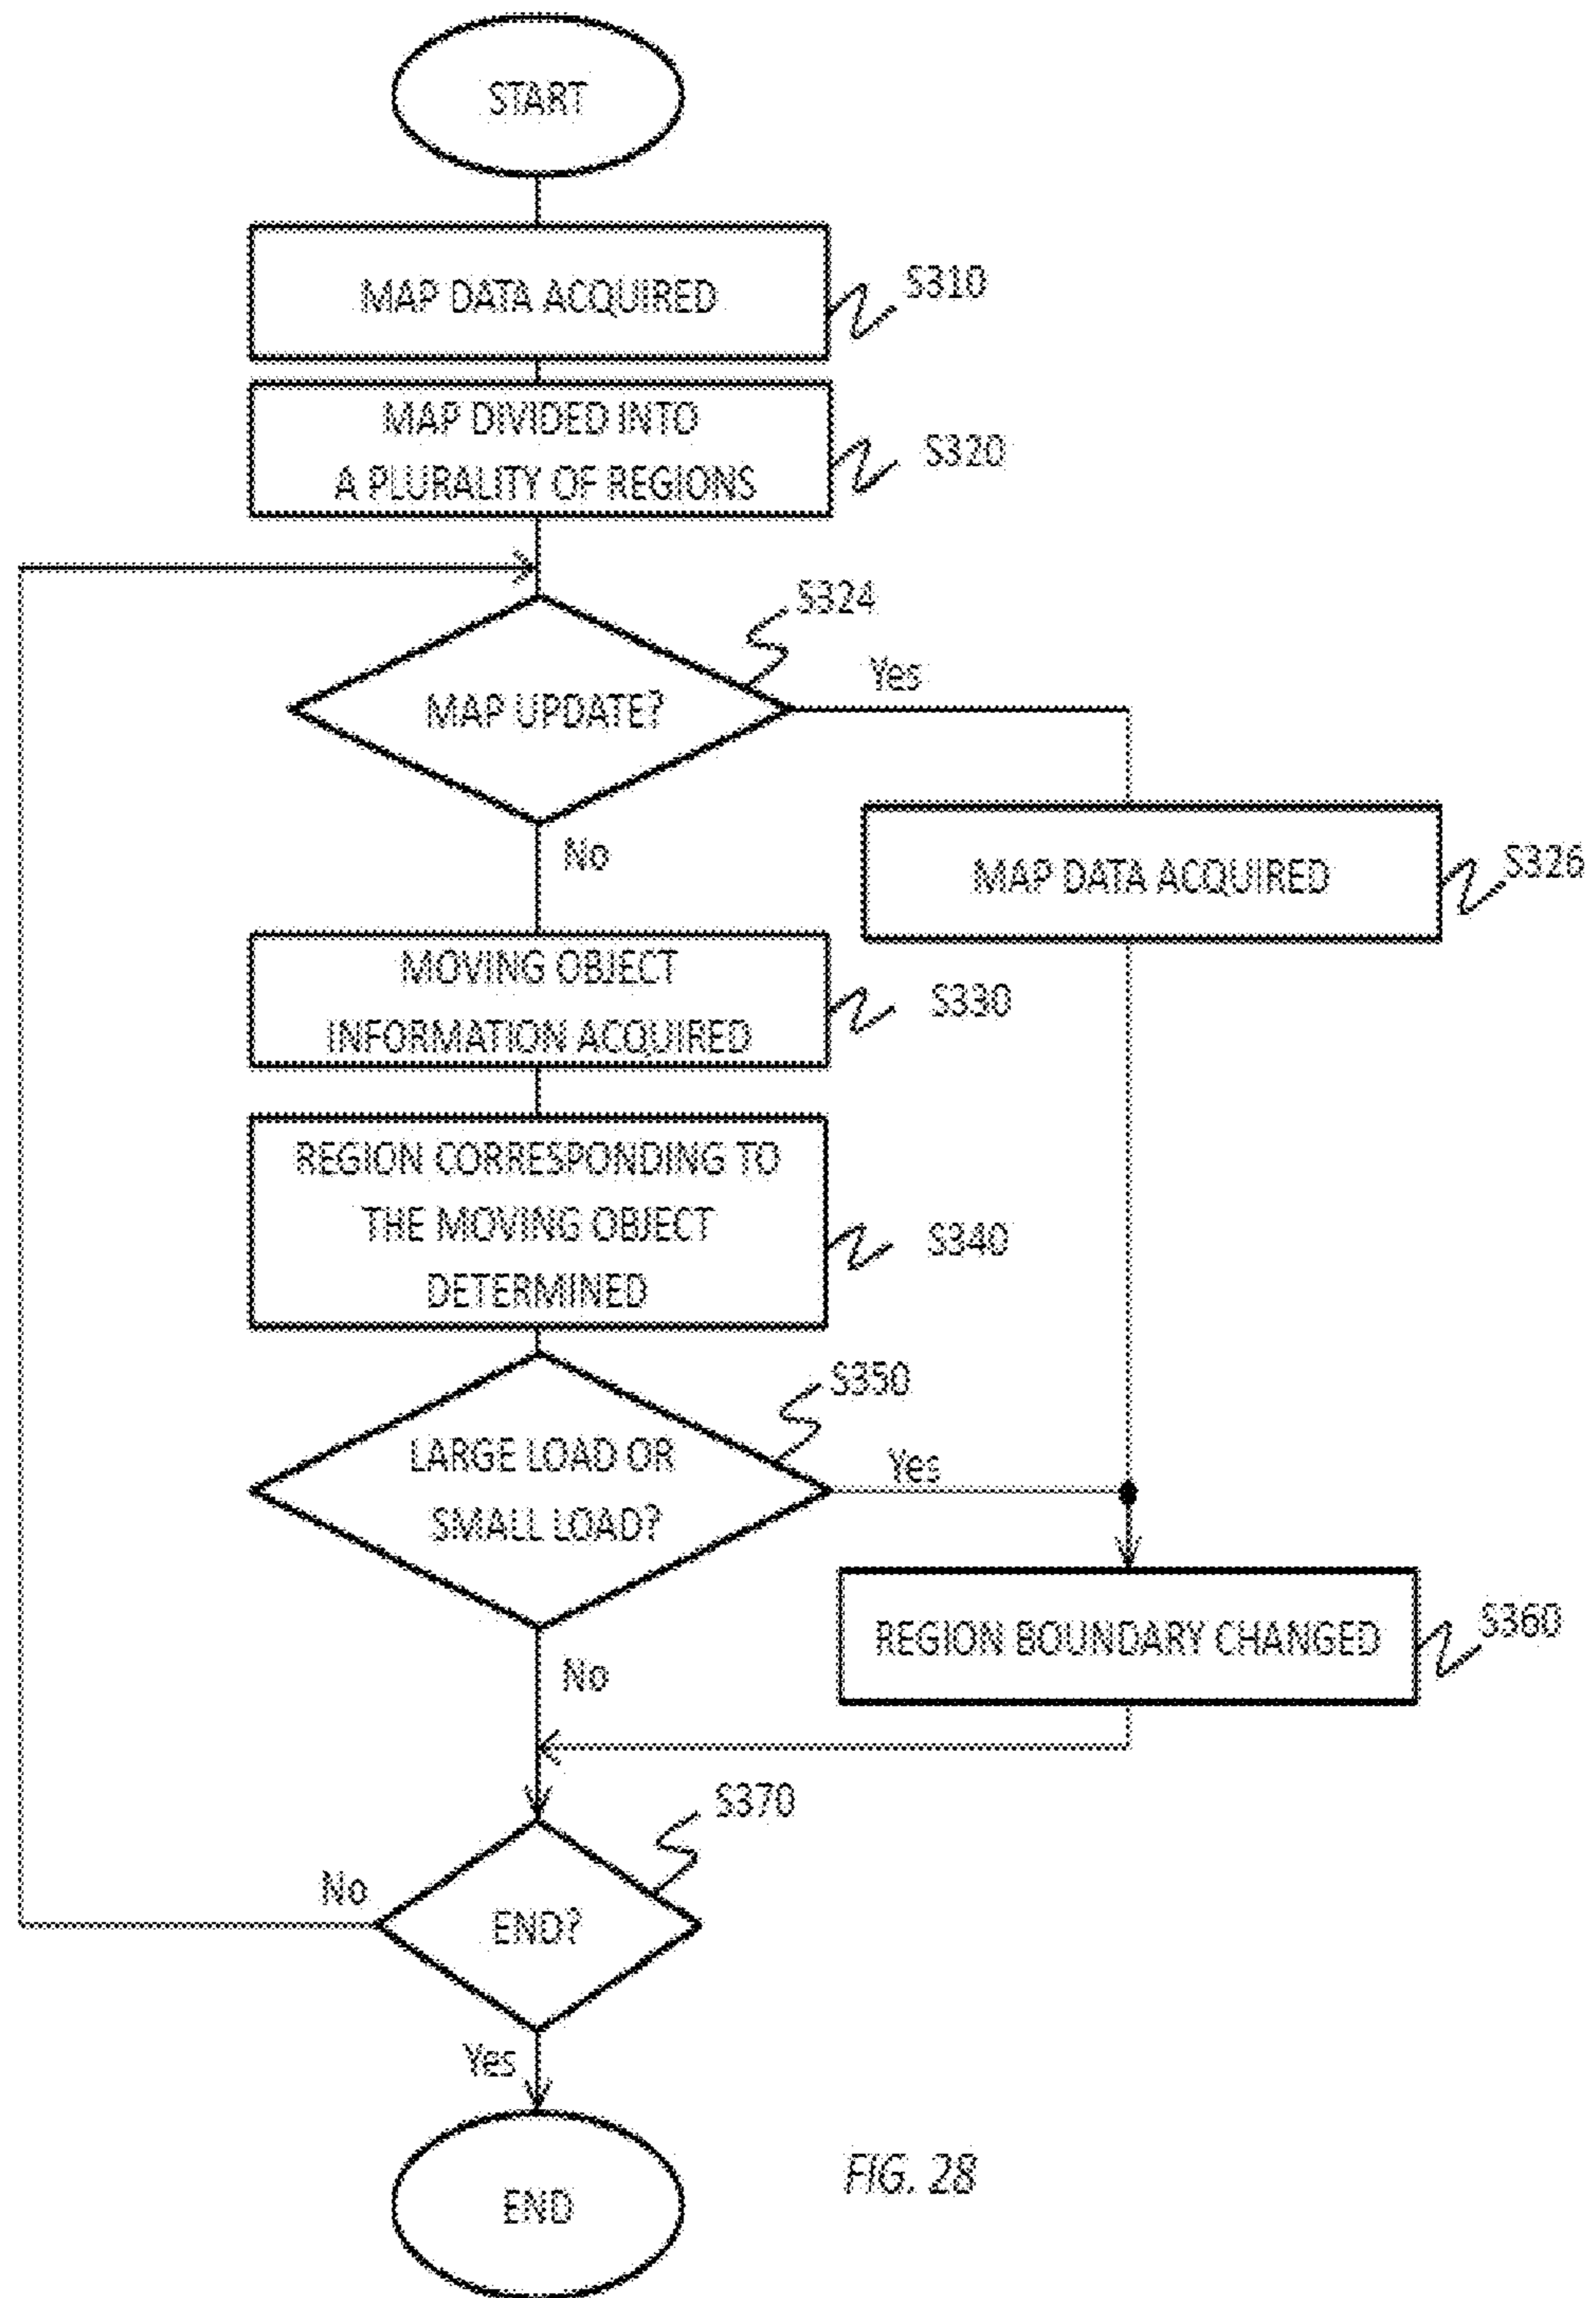 START
MAP DATA ACQUIRED
S310
MAP DIVIDED INTO
A PLURALITY OF REGIONS
S320
S324
MAP UPDATE?
Yes
No
MAP DATA ACQUIRED
S326
MOVING OBJECT
INFORMATION ACQUIRED
S330
REGION CORRESPONDING TO
THE MOVING OBJECT
DETERMINED
S340
S350
LARGE LOAD OR
SMALL LOAD?
Yes
No
REGION BOUNDARY CHANGED
S360
S370
END?
No
Yes
END
FIG. 28